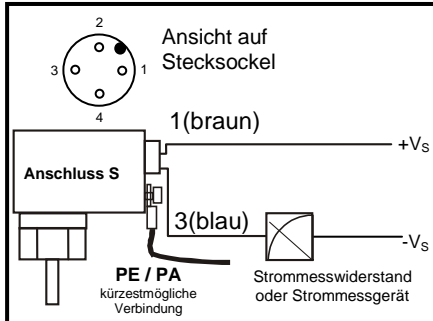 2
Ansicht auf
Stecksockel
3
1
4
1(braun)
+VS
Anschluss S
3(blau)
-VS
PE / PA
kürzestmögliche
Verbindung
Strommesswiderstand
oder Strommessgerät